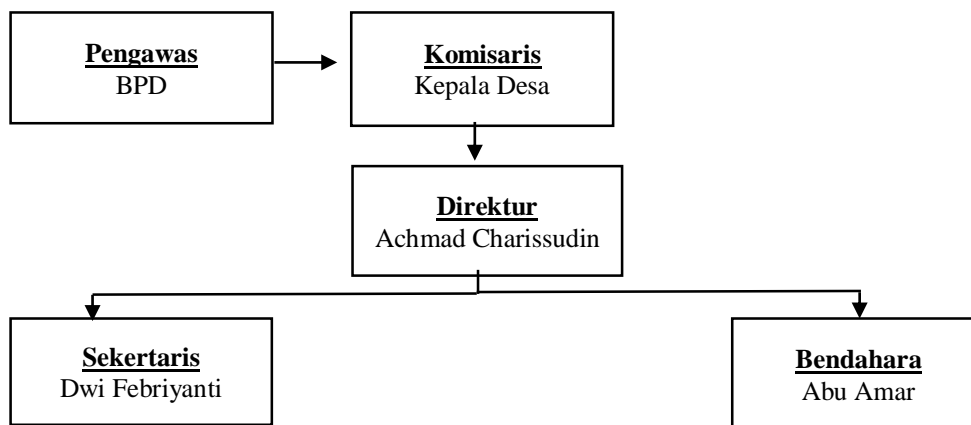 Pengawas
BPD
Komisaris
Kepala Desa
Direktur
Achmad Charissudin
Sekertaris
Dwi Febriyanti
Bendahara
Abu Amar